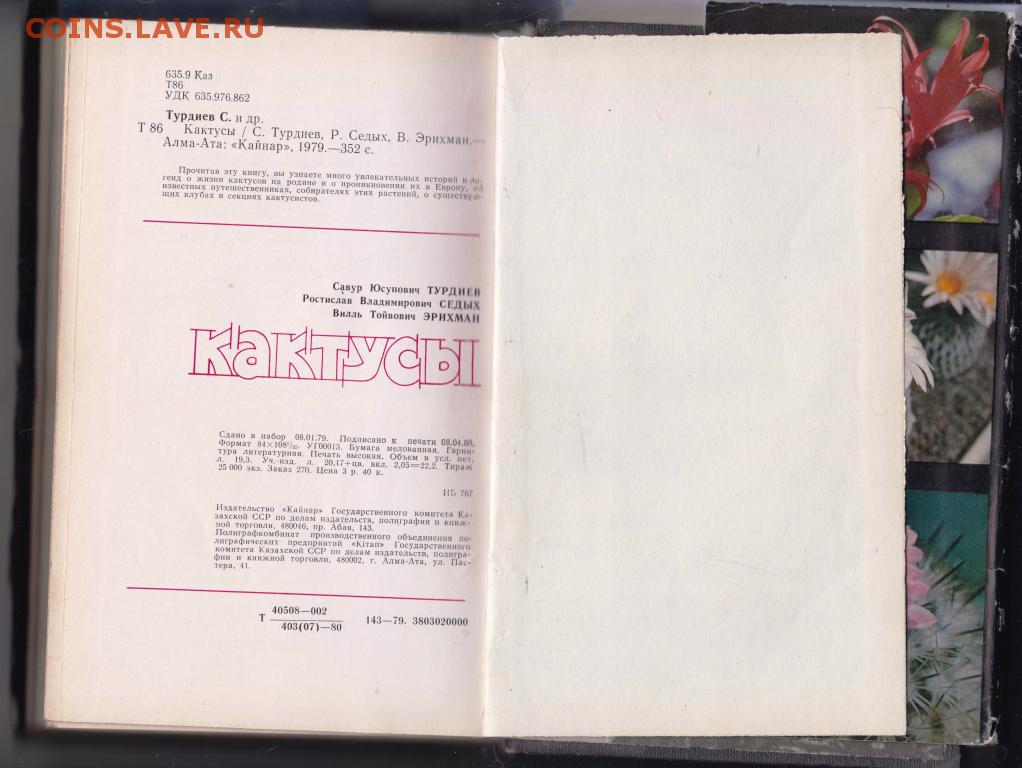 COINS.LAVE.RU
635.9 Қаз
Т86
УДК 635.976.862
Турдиев С. и др.
Т 86 Кактусы / С. Турдиев, Р. Седых, В. Эрихман.—
Алма-Ата: «Қайнар», 1979.—352 с.
Прочитав эту книгу, вы узнаете много увлекательных историй и ле-
генд о жизни кактусов на родине и о проникновении их в Европу, об
известных путешественниках, собирателях этих растений, о существую-
щих клубах и секциях кактусистов.
Савур Юсупович ТУРДИЕВ
Ростислав Владимирович СЕДЫХ
Вилль Тойвович ЭРИХМАН
кактусы
Сдано в набор 08.01.79. Подписано к печати 08.04.80.
Формат 84×108¹/₃₂. УГ00013. Бумага мелованная. Гарни-
тура литературная. Печать высокая. Объем в усл. печ.
л. 19,3. Уч.-изд. л. 20,17+цв. вкл. 2,05=22,2. Тираж
25 000 экз. Заказ 270. Цена 3 р. 40 к.
ИБ 767
Издательство «Қайнар» Государственного комитета Ка-
захской ССР по делам издательств, полиграфии и книж-
ной торговли, 480046, пр. Абая, 143.
Полиграфкомбинат производственного объединения по-
лиграфических предприятий «Кітап» Государственного
комитета Казахской ССР по делам издательств, полигра-
фии и книжной торговли, 480002, г. Алма-Ата, ул. Пас-
тера, 41.
Т 40508—002
403(07)—80 143—79. 3803020000